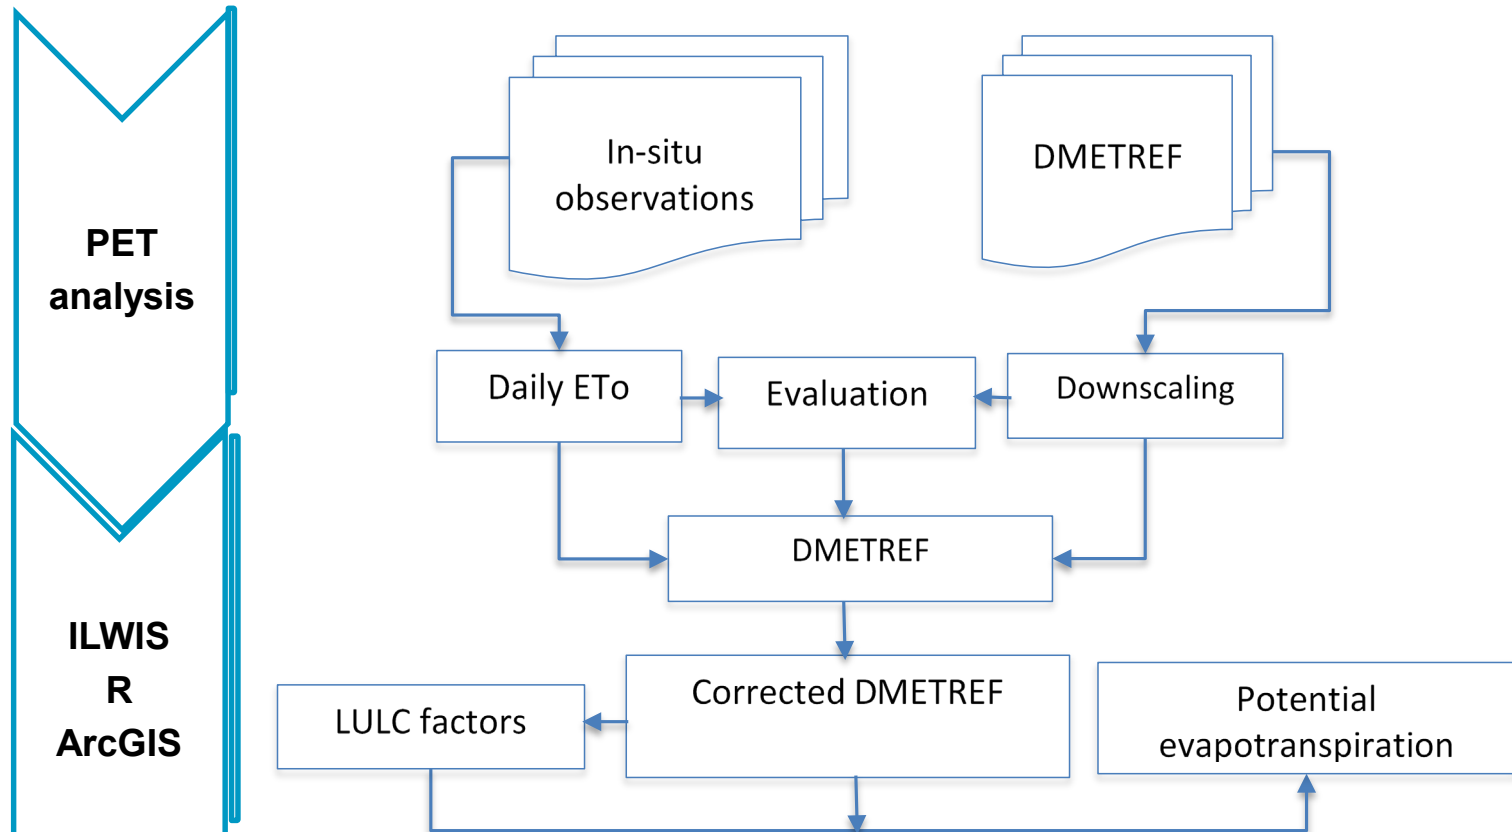 PET
analysis
ILWIS
R
ArcGIS
In-situ
observations
DMETREF
Daily ETo
Evaluation
Downscaling
DMETREF
Corrected DMETREF
LULC factors
Potential
evapotranspiration